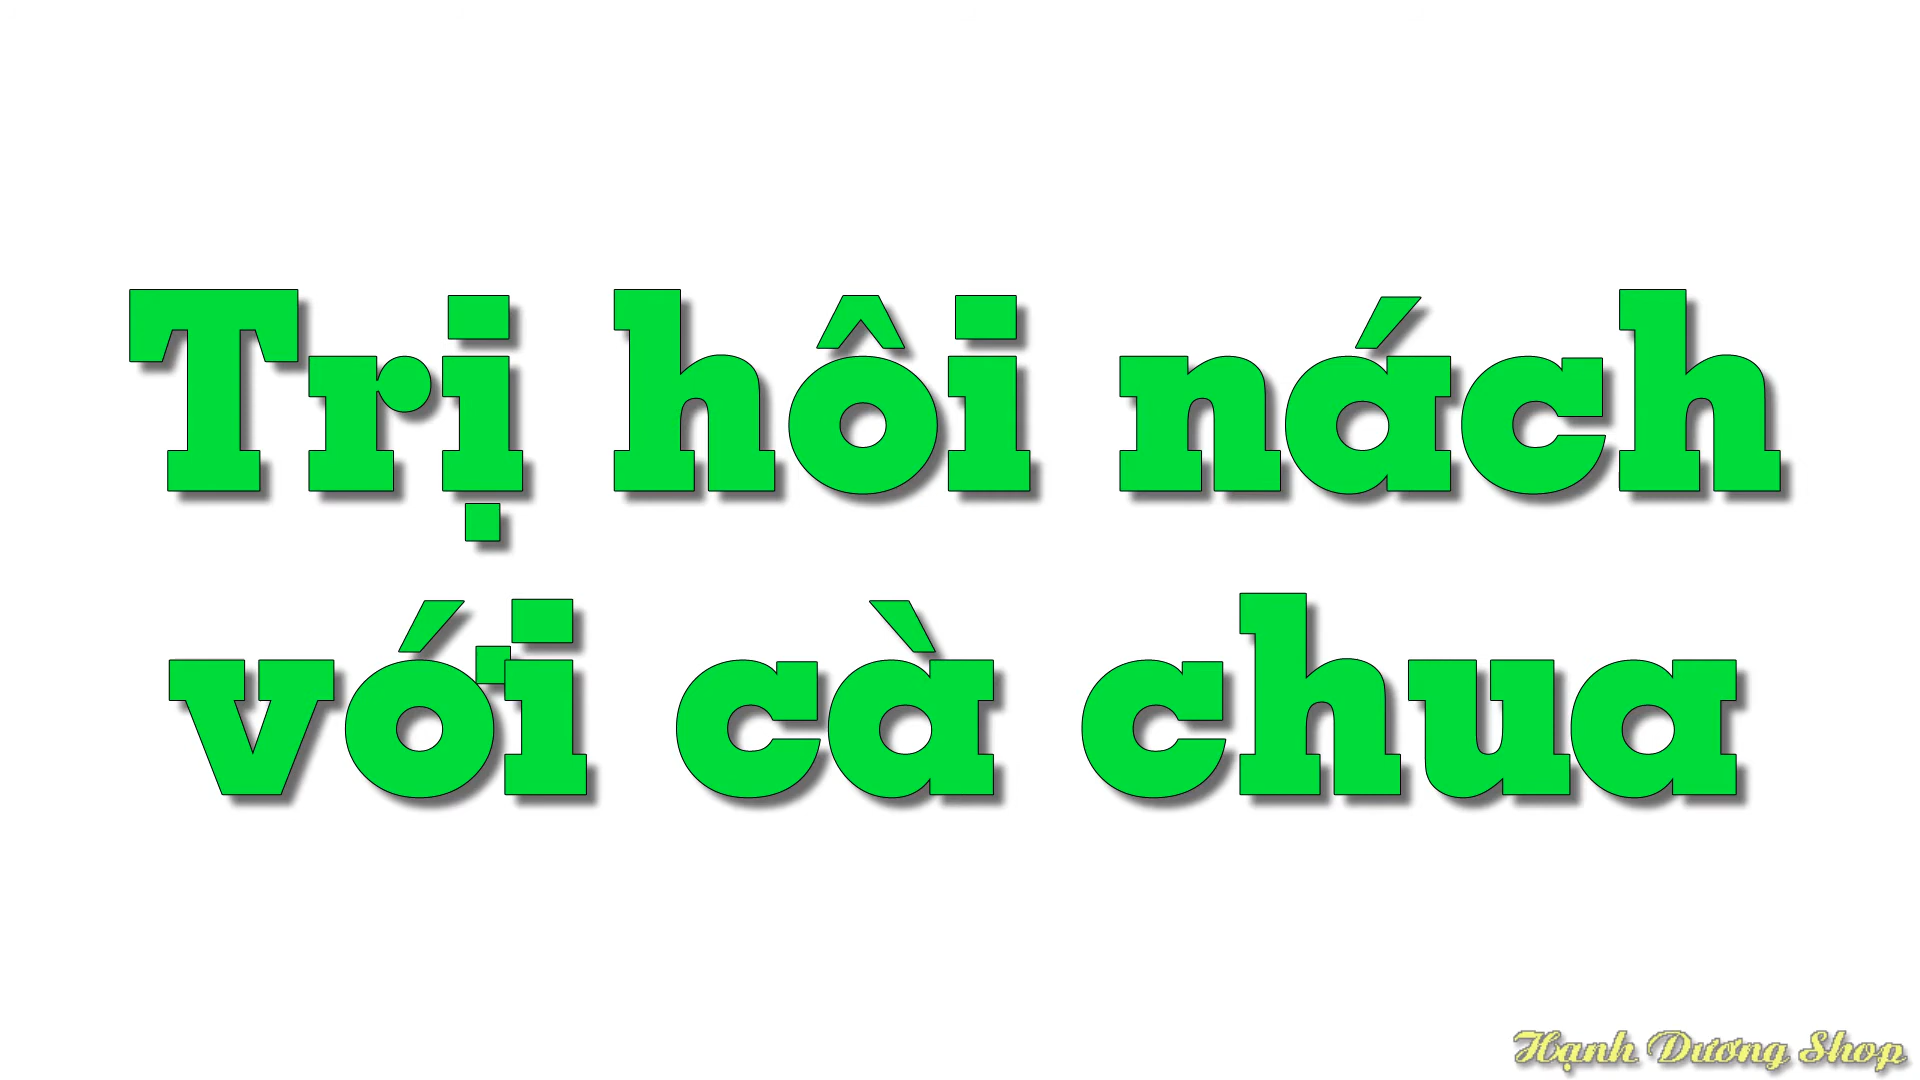 Trị hôi nách
với cà chua
Hạnh Dương Shop